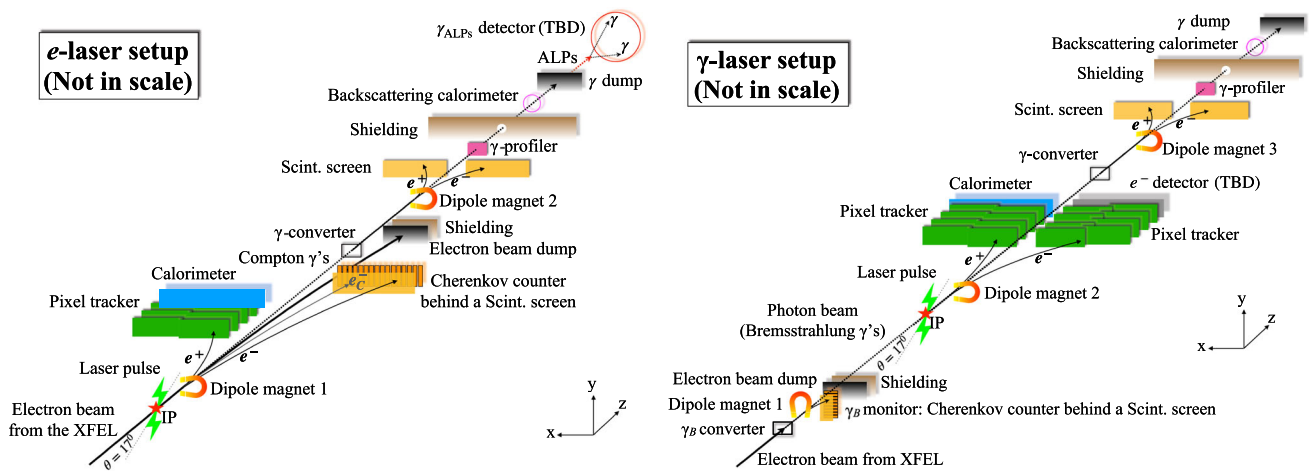 e-laser setup
(Not in scale)
γALPs detector (TBD)
γ
γ
ALPs
γ dump
Backscattering calorimeter
Shielding
γ-profiler
Scint. screen
e+
e−
Dipole magnet 2
γ-converter
Shielding
Compton γ's
Electron beam dump
Calorimeter
e−C
Cherenkov counter
behind a Scint. screen
Pixel tracker
e+
e−
Laser pulse
Dipole magnet 1
IP
Electron beam
from the XFEL
θ = 17⁰
y
z
x
γ-laser setup
(Not in scale)
γ dump
Backscattering calorimeter
Shielding
γ-profiler
Scint. screen
e+
e−
Dipole magnet 3
γ-converter
Calorimeter
e− detector (TBD)
Pixel tracker
Pixel tracker
e+
e−
Laser pulse
Dipole magnet 2
Photon beam
(Bremsstrahlung γ's)
IP
θ = 17⁰
Electron beam dump
Shielding
Dipole magnet 1
γB monitor: Cherenkov counter behind a Scint. screen
γB converter
Electron beam from XFEL
y
z
x